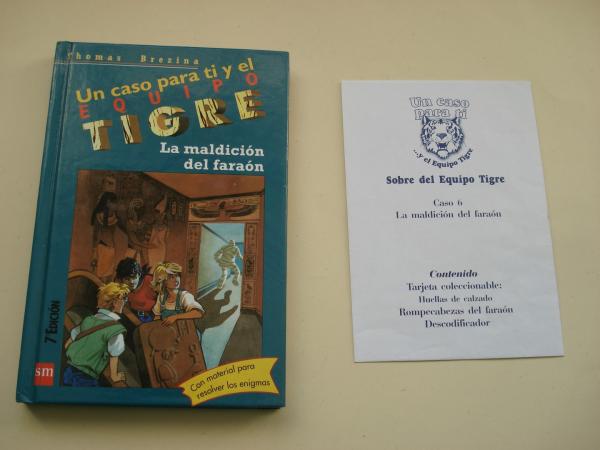 Thomas Brezina
Un caso para ti y el
EQUIPO
TIGRE
La maldición
del faraón
7ª EDICIÓN
sm
Con material para
resolver los enigmas
Un caso
para ti
...y el Equipo Tigre
Sobre del Equipo Tigre
Caso 6
La maldición del faraón
Contenido
Tarjeta coleccionable:
Huellas de calzado
Rompecabezas del faraón
Descodificador